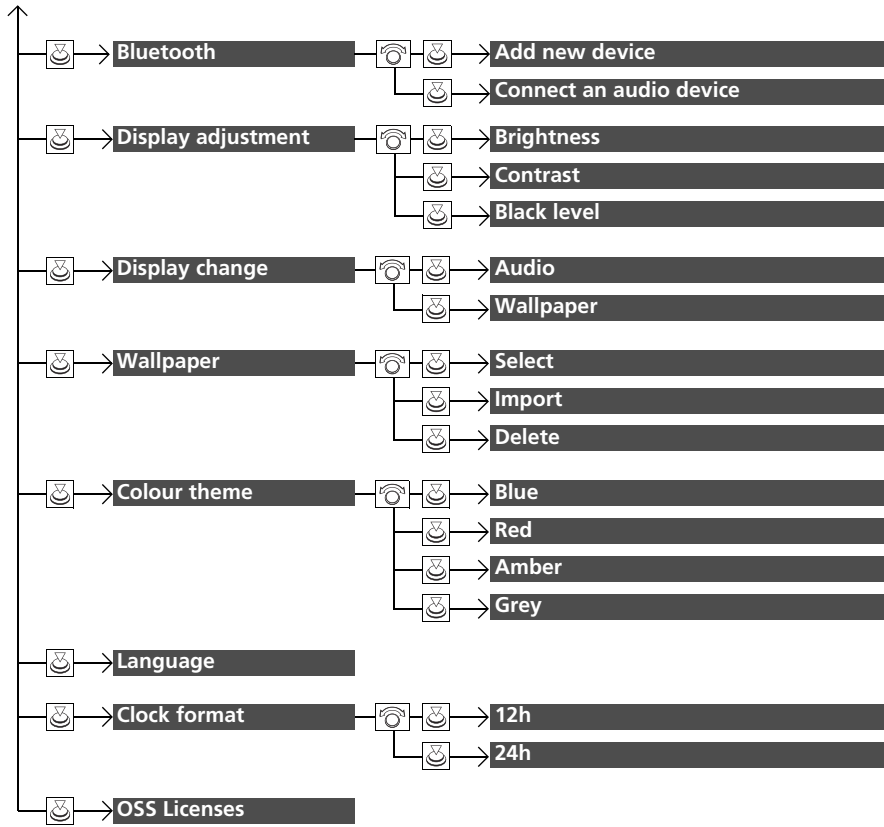 Bluetooth
Add new device
Connect an audio device
Display adjustment
Brightness
Contrast
Black level
Display change
Audio
Wallpaper
Wallpaper
Select
Import
Delete
Colour theme
Blue
Red
Amber
Grey
Language
Clock format
12h
24h
OSS Licenses